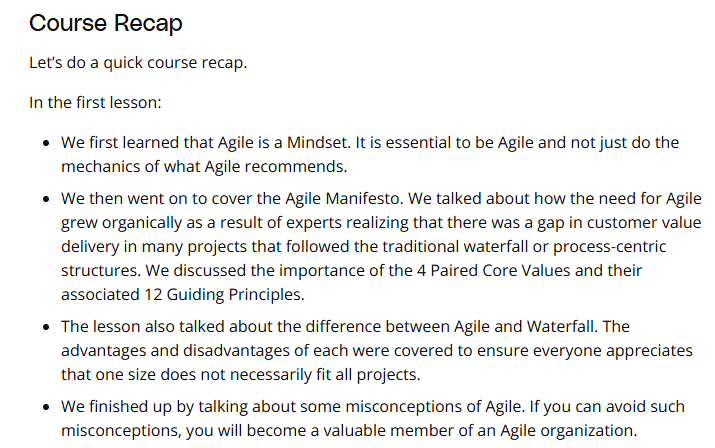 Course Recap
Let's do a quick course recap.
In the first lesson:
• We first learned that Agile is a Mindset. It is essential to be Agile and not just do the
mechanics of what Agile recommends.
• We then went on to cover the Agile Manifesto. We talked about how the need for Agile
grew organically as a result of experts realizing that there was a gap in customer value
delivery in many projects that followed the traditional waterfall or process-centric
structures. We discussed the importance of the 4 Paired Core Values and their
associated 12 Guiding Principles.
• The lesson also talked about the difference between Agile and Waterfall. The
advantages and disadvantages of each were covered to ensure everyone appreciates
that one size does not necessarily fit all projects.
• We finished up by talking about some misconceptions of Agile. If you can avoid such
misconceptions, you will become a valuable member of an Agile organization.